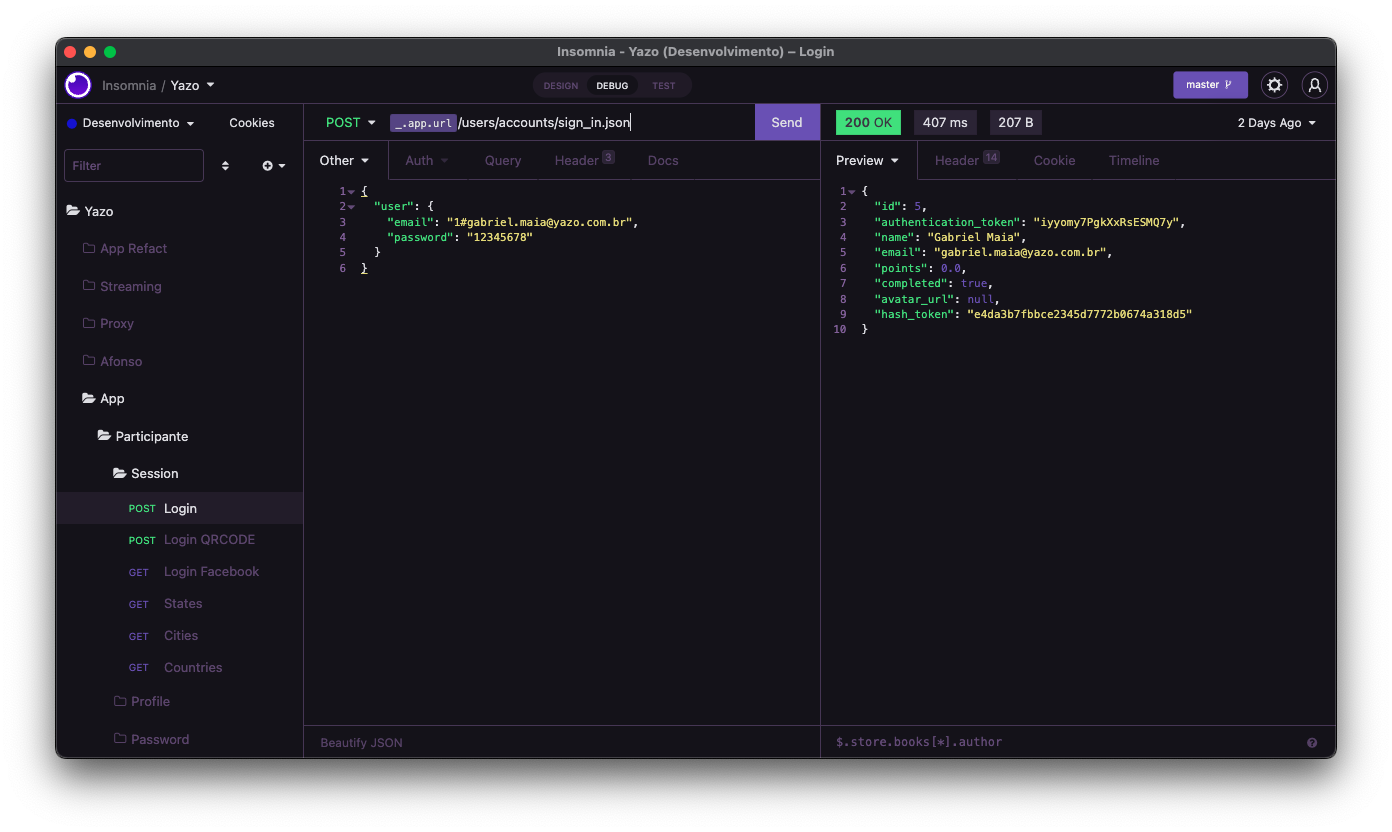 Insomnia - Yazo (Desenvolvimento) – Login
Insomnia / Yazo
DESIGN DEBUG TEST
master
Desenvolvimento Cookies
POST _.app.url/users/accounts/sign_in.json Send
200 OK 407 ms 207 B 2 Days Ago
Filter
Other Auth Query Header 3 Docs
Preview Header 14 Cookie Timeline
Yazo
App Refact
Streaming
Proxy
Afonso
App
Participante
Session
POST Login
POST Login QRCODE
GET Login Facebook
GET States
GET Cities
GET Countries
Profile
Password
1 {
2 "user": {
3 "email": "1#gabriel.maia@yazo.com.br",
4 "password": "12345678"
5 }
6 }
Beautify JSON
1 {
2 "id": 5,
3 "authentication_token": "iyyomy7PgkXxRsESMQ7y",
4 "name": "Gabriel Maia",
5 "email": "gabriel.maia@yazo.com.br",
6 "points": 0.0,
7 "completed": true,
8 "avatar_url": null,
9 "hash_token": "e4da3b7fbbce2345d7772b0674a318d5"
10 }
$.store.books[*].author
?